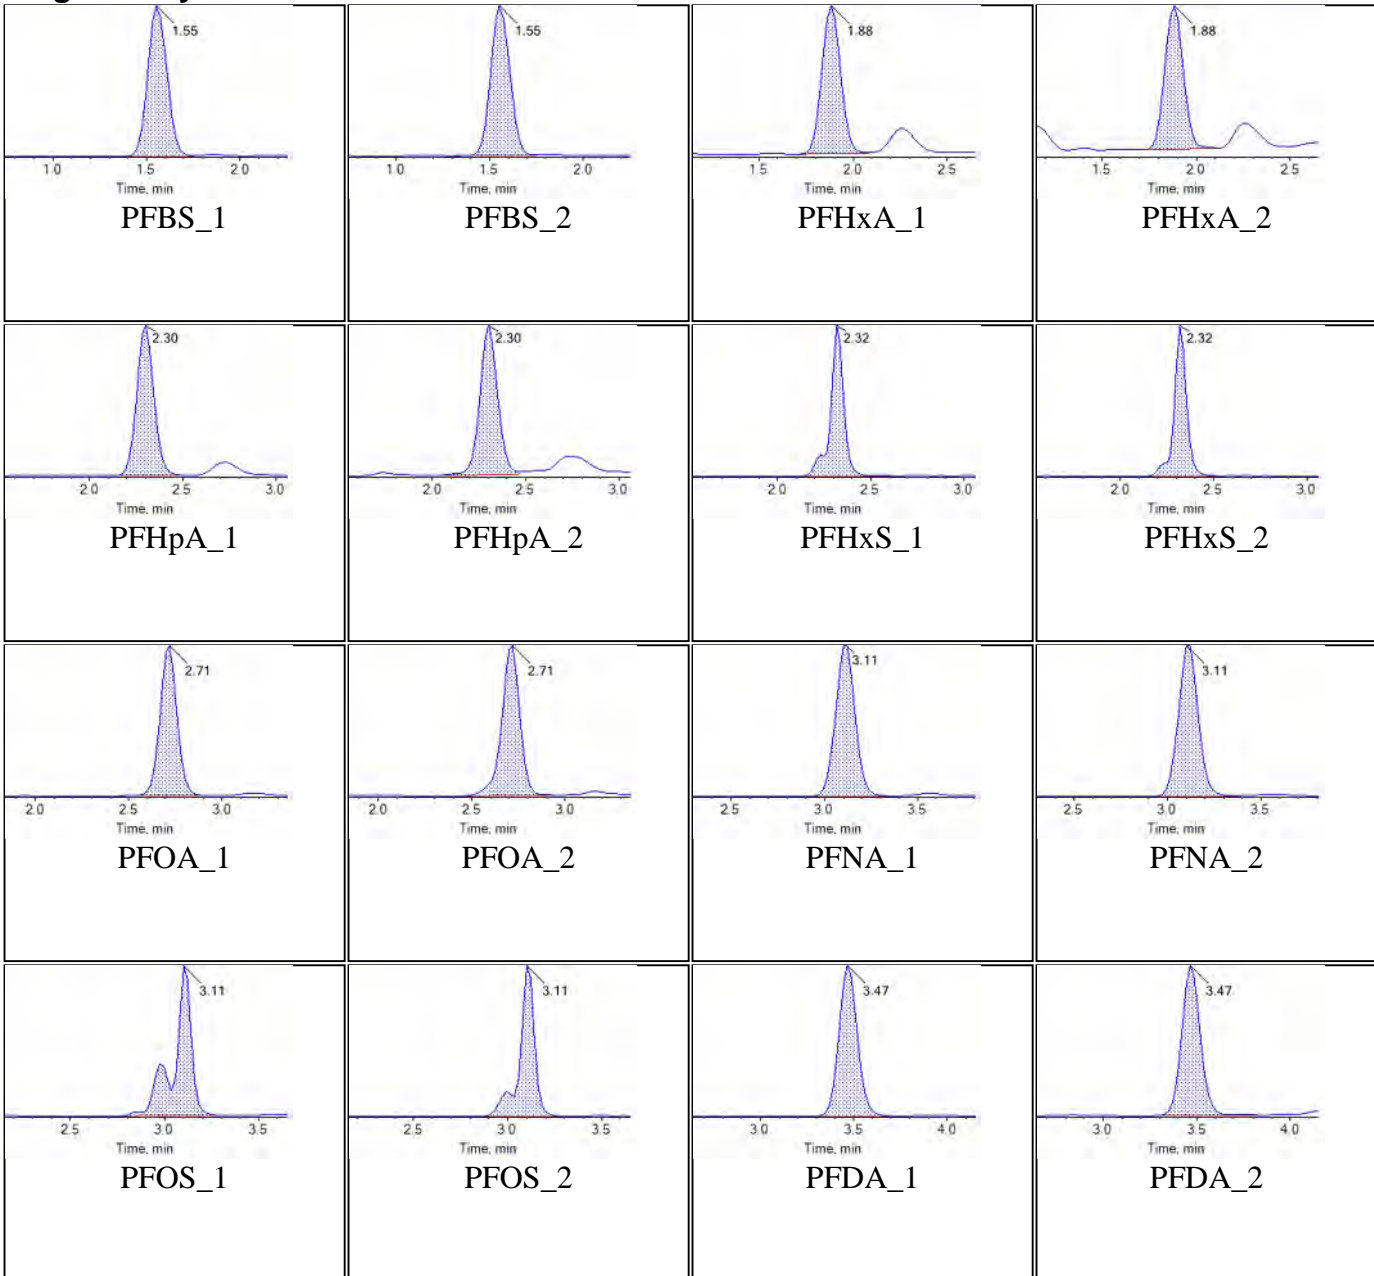 1.55 1.55 1.88 1.88
1.0 1.5 2.0 1.0 1.5 2.0 1.5 2.0 2.5 1.5 2.0 2.5
Time, min Time, min Time, min Time, min
PFBS_1 PFBS_2 PFHxA_1 PFHxA_2
2.30 2.30 2.32 2.32
2.0 2.5 3.0 2.0 2.5 3.0 2.0 2.5 3.0 2.0 2.5 3.0
Time, min Time, min Time, min Time, min
PFHpA_1 PFHpA_2 PFHxS_1 PFHxS_2
2.71 2.71 3.11 3.11
2.0 2.5 3.0 2.0 2.5 3.0 2.5 3.0 3.5 2.5 3.0 3.5
Time, min Time, min Time, min Time, min
PFOA_1 PFOA_2 PFNA_1 PFNA_2
3.11 3.11 3.47 3.47
2.5 3.0 3.5 2.5 3.0 3.5 3.0 3.5 4.0 3.0 3.5 4.0
Time, min Time, min Time, min Time, min
PFOS_1 PFOS_2 PFDA_1 PFDA_2